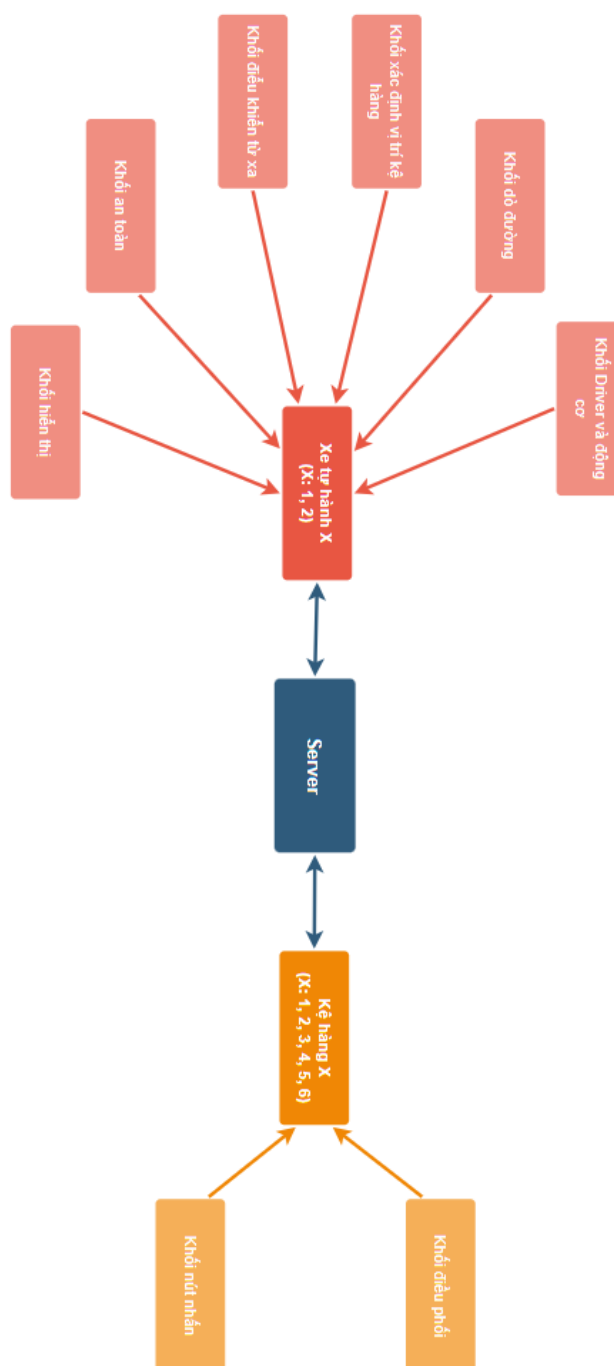 Khối Driver và động
cơ
Khối dò đường
Khối xác định vị trí kệ
hàng
Khối điều khiển từ xa
Khối an toàn
Khối hiển thị
Xe tự hành X
(X: 1, 2)
Server
Kệ hàng X
(X: 1, 2, 3, 4, 5, 6)
Khối điều phối
Khối nút nhấn